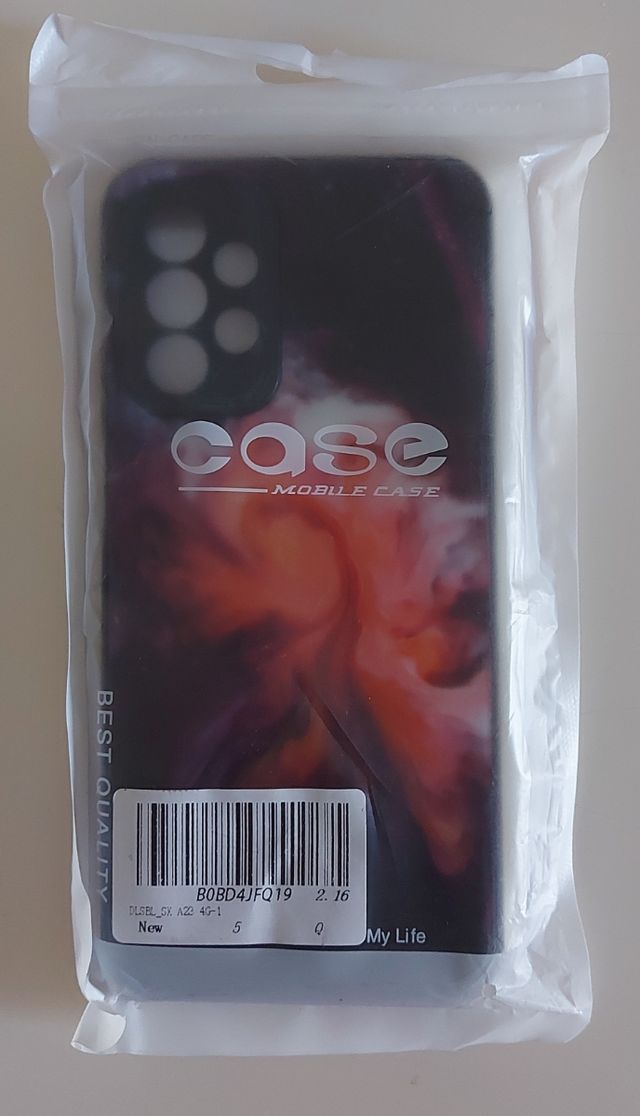 case
MOBILE CASE
BEST QUALITY
B0BD4JFQ19 2.16
DLSBL_SX A23 4G-1
New 5 Q
My Life